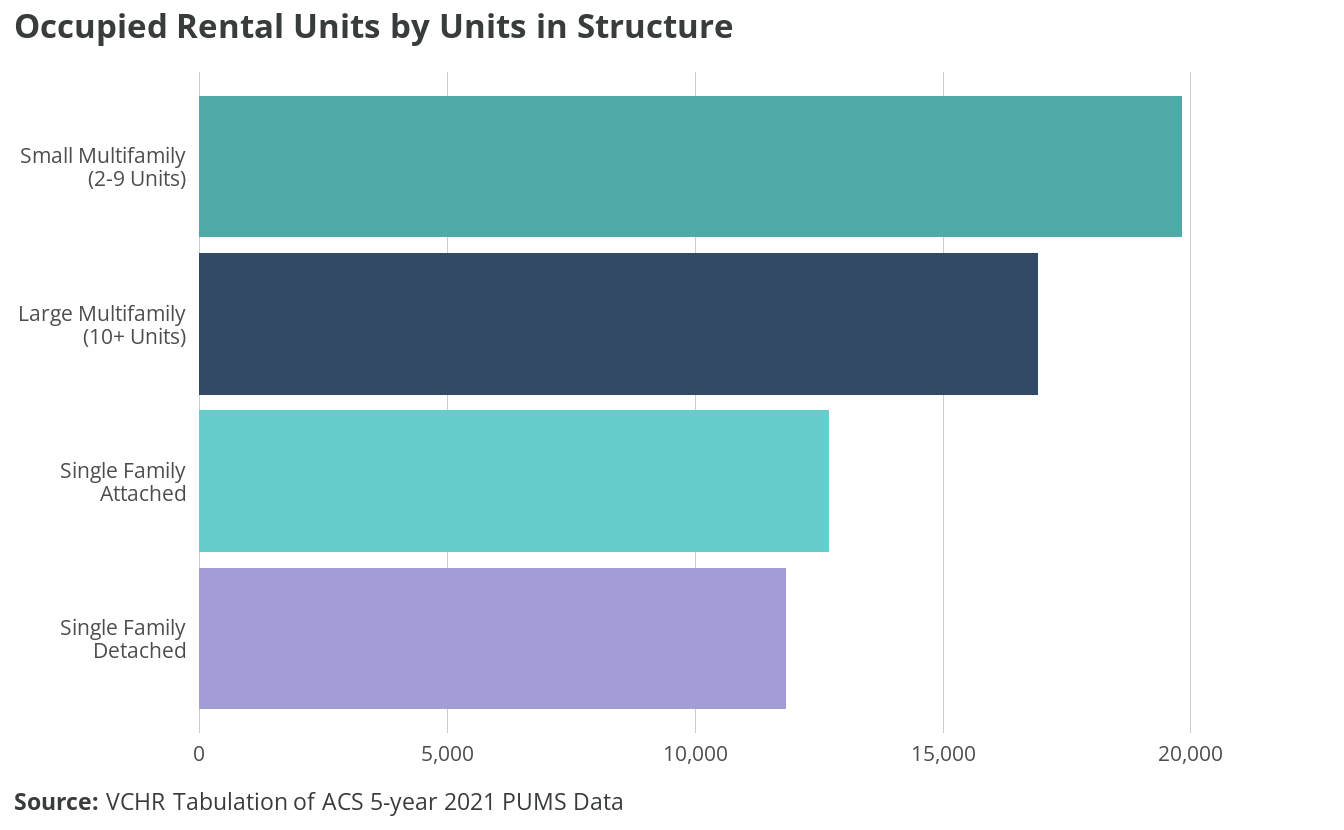 Occupied Rental Units by Units in Structure
Small Multifamily
(2-9 Units)
Large Multifamily
(10+ Units)
Single Family
Attached
Single Family
Detached
0 5,000 10,000 15,000 20,000
Source: VCHR Tabulation of ACS 5-year 2021 PUMS Data